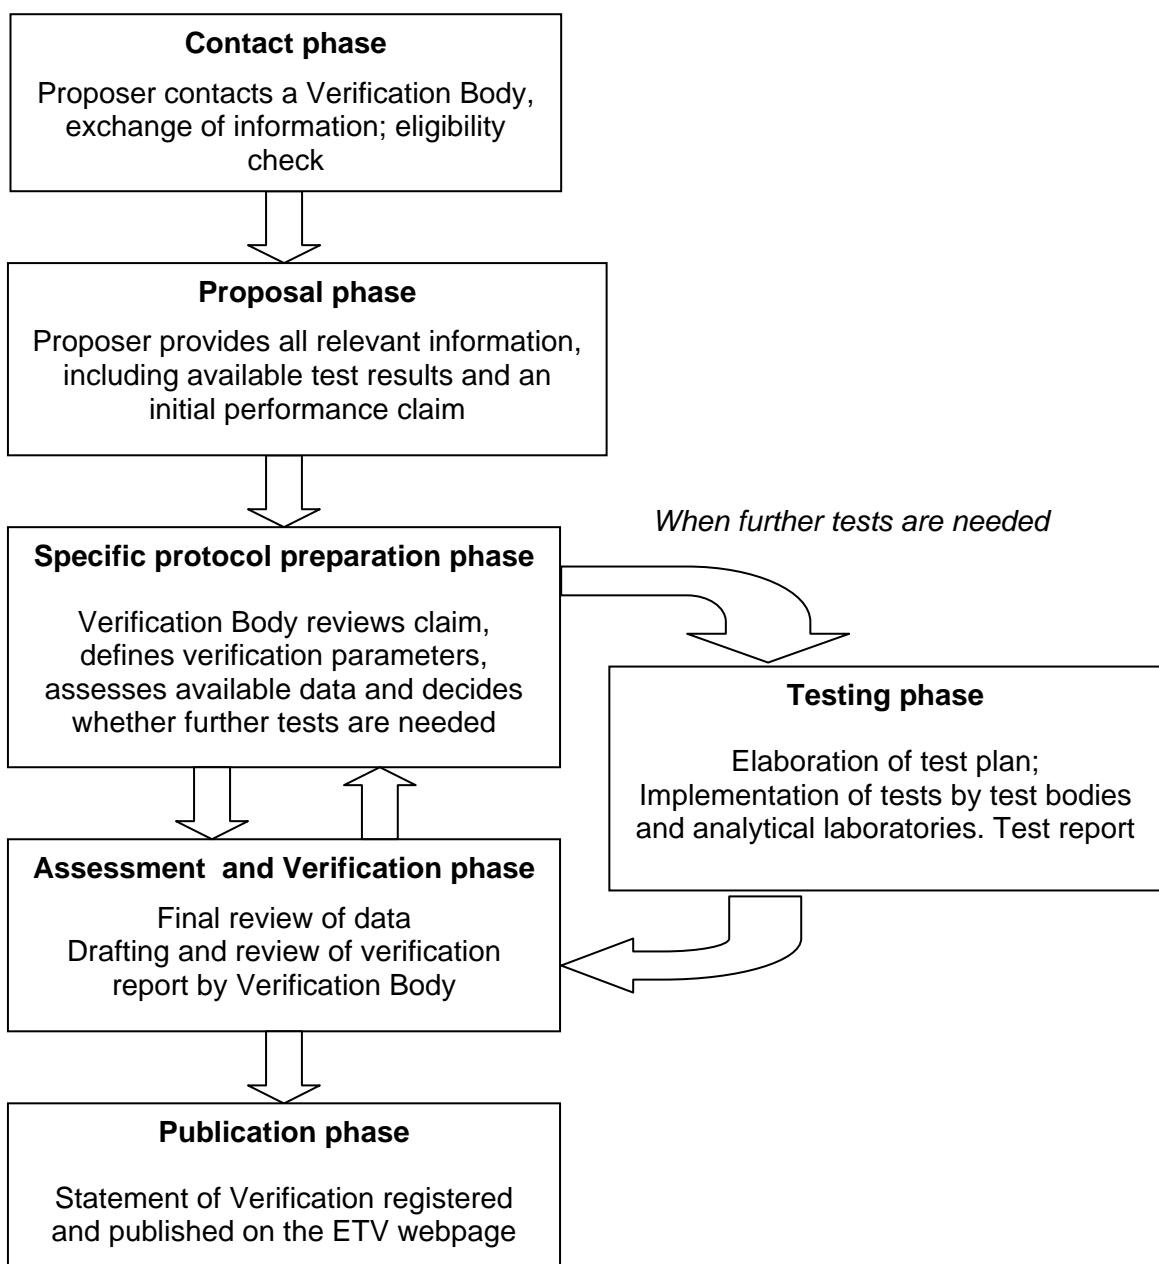 Contact phase
Proposer contacts a Verification Body,
exchange of information; eligibility
check
Proposal phase
Proposer provides all relevant information,
including available test results and an
initial performance claim
When further tests are needed
Specific protocol preparation phase
Verification Body reviews claim,
defines verification parameters,
assesses available data and decides
whether further tests are needed
Testing phase
Elaboration of test plan;
Implementation of tests by test bodies
and analytical laboratories. Test report
Assessment  and Verification phase
Final review of data
Drafting and review of verification
report by Verification Body
Publication phase
Statement of Verification registered
and published on the ETV webpage